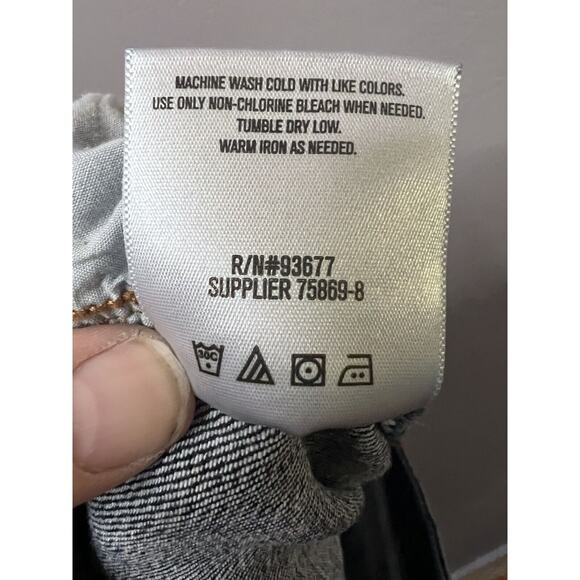 MACHINE WASH COLD WITH LIKE COLORS.
USE ONLY NON-CHLORINE BLEACH WHEN NEEDED.
TUMBLE DRY LOW.
WARM IRON AS NEEDED.
R/N#93677
SUPPLIER 75869-8
30C